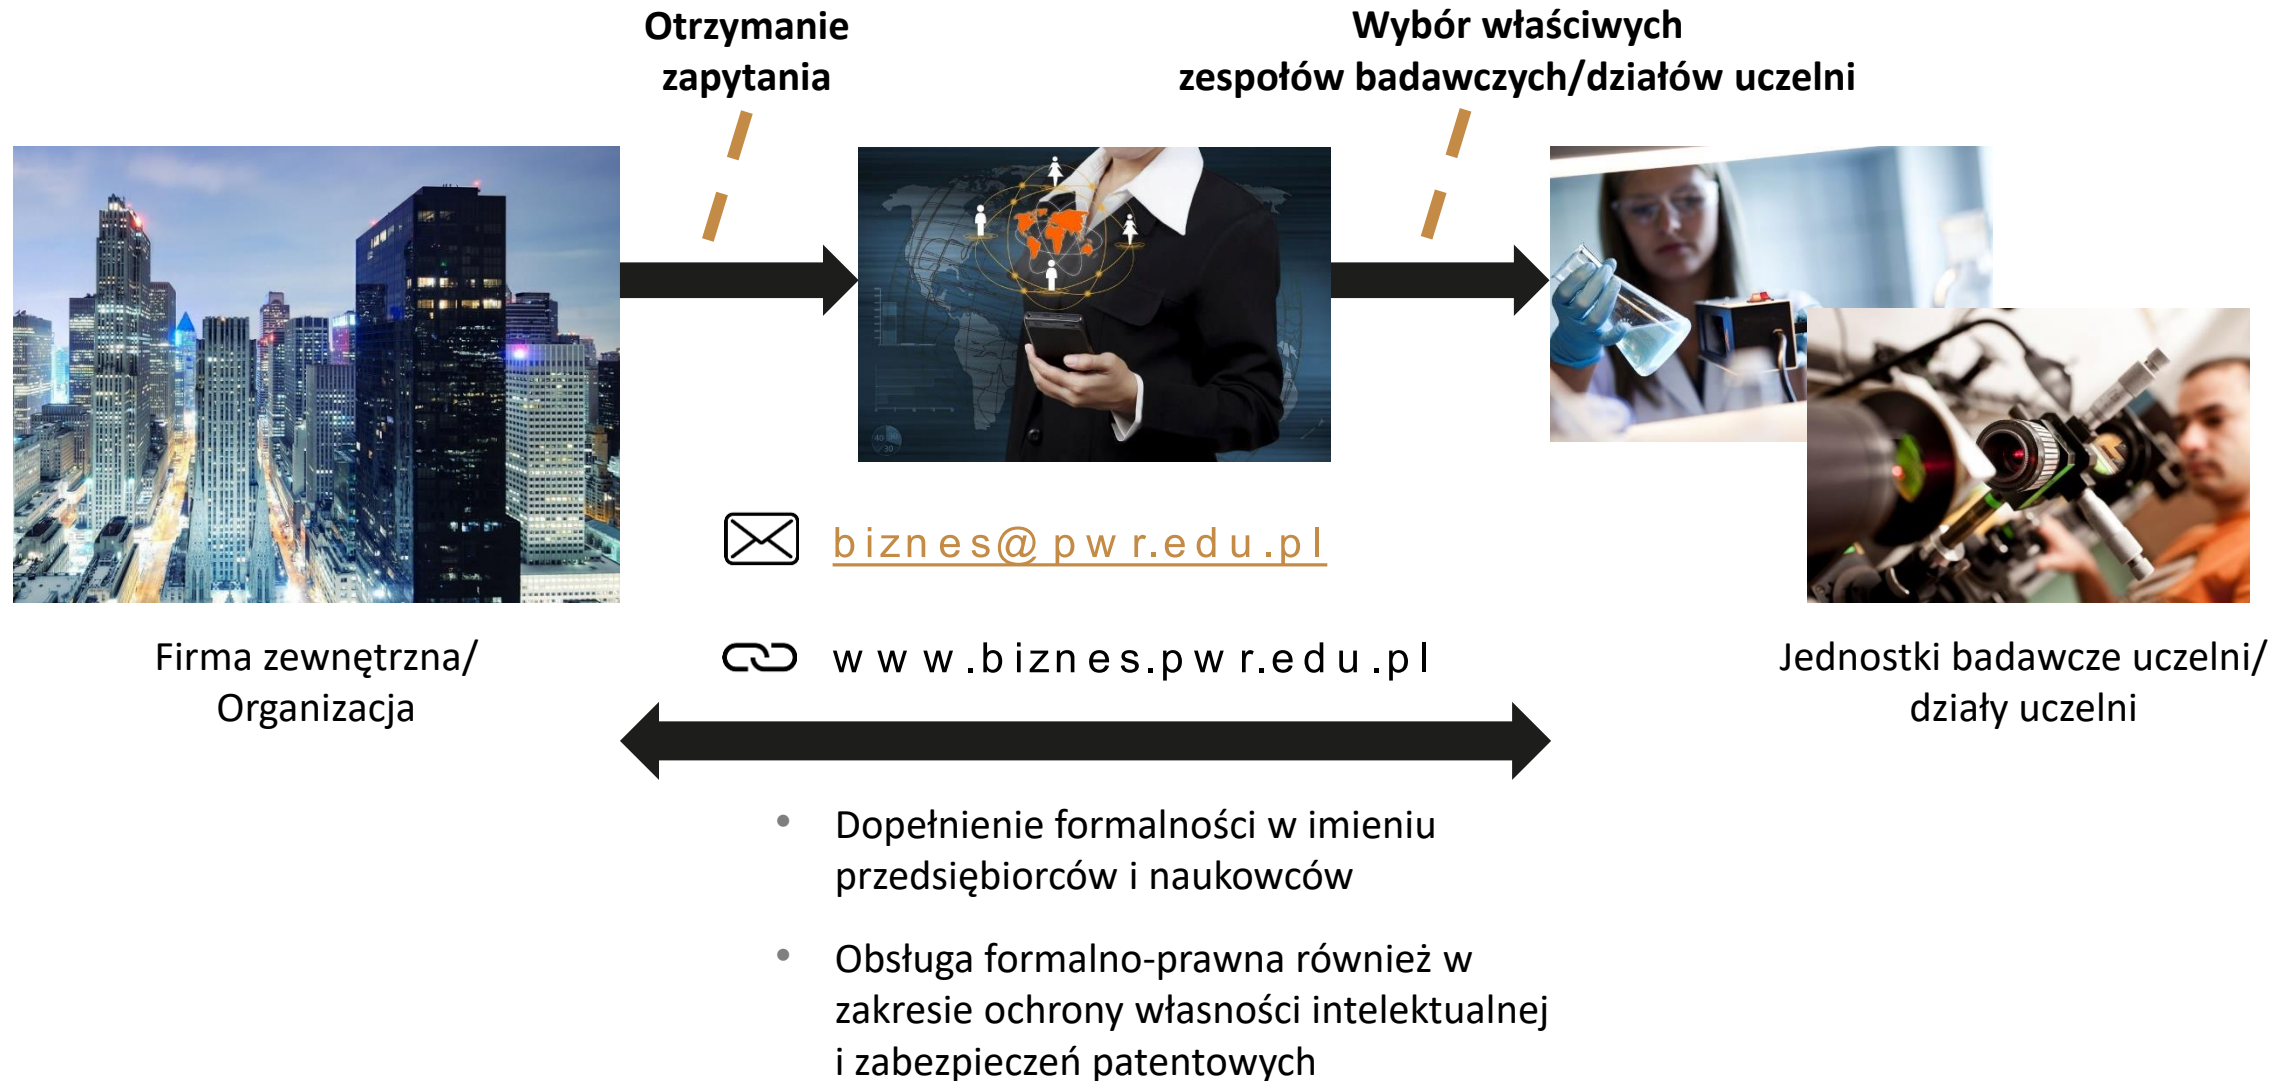 Otrzymanie
zapytania
Wybór właściwych
zespołów badawczych/działów uczelni
biznes@pwr.edu.pl
www.biznes.pwr.edu.pl
Firma zewnętrzna/
Organizacja
Jednostki badawcze uczelni/
działy uczelni
• Dopełnienie formalności w imieniu
przedsiębiorców i naukowców
• Obsługa formalno-prawna również w
zakresie ochrony własności intelektualnej
i zabezpieczeń patentowych